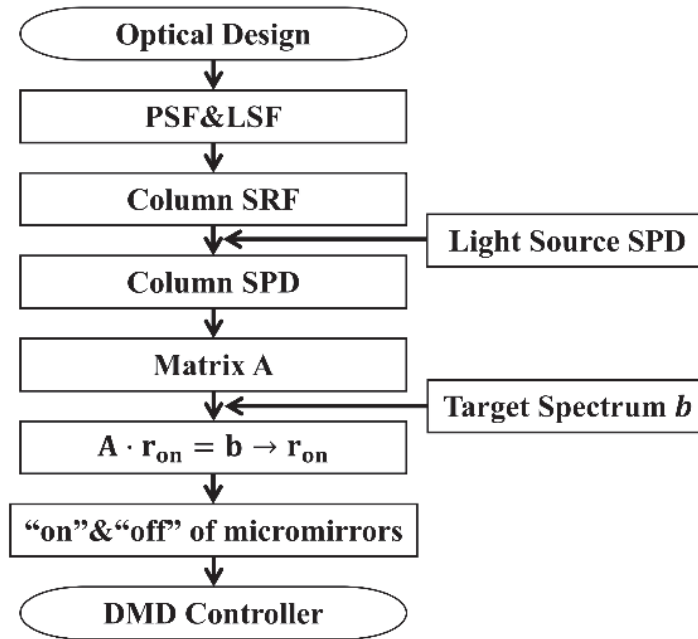 Optical Design
PSF&LSF
Column SRF
Light Source SPD
Column SPD
Matrix A
Target Spectrum b
A · r_on = b → r_on
“on”&“off” of micromirrors
DMD Controller